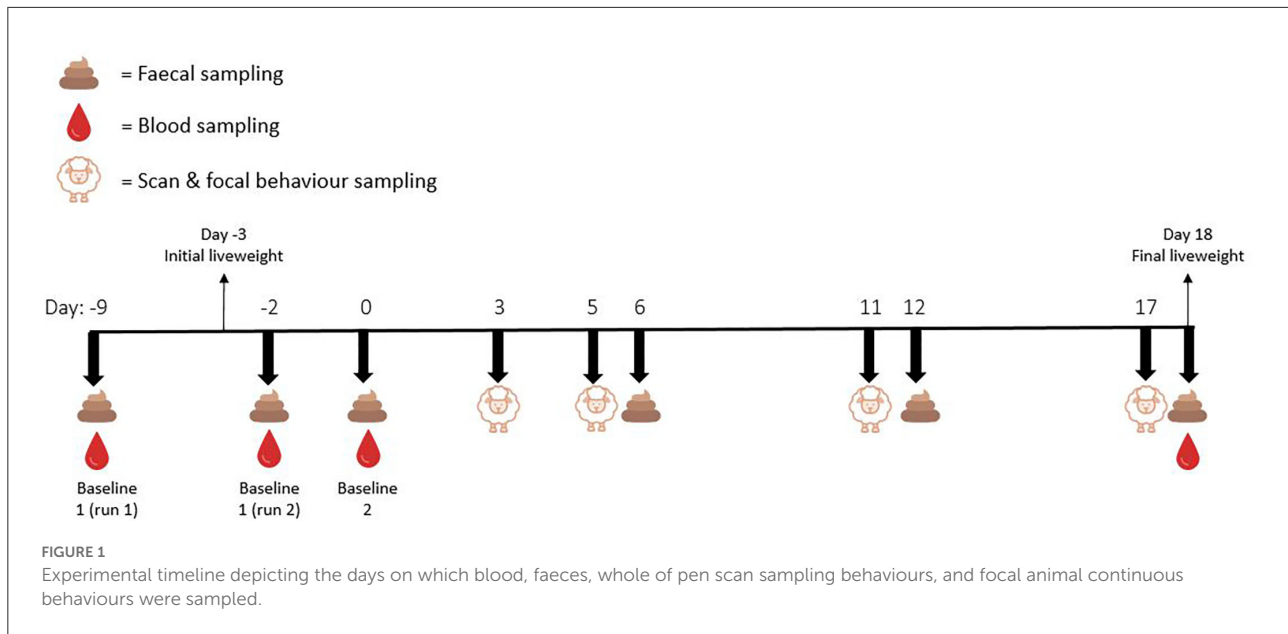 = Faecal sampling
= Blood sampling
= Scan & focal behaviour sampling
Day -3
Initial liveweight
Day 18
Final liveweight
Day: -9 -2 0 3 5 6 11 12 17
Baseline
1 (run 1)
Baseline
1 (run 2)
Baseline
2
FIGURE 1
Experimental timeline depicting the days on which blood, faeces, whole of pen scan sampling behaviours, and focal animal continuous
behaviours were sampled.